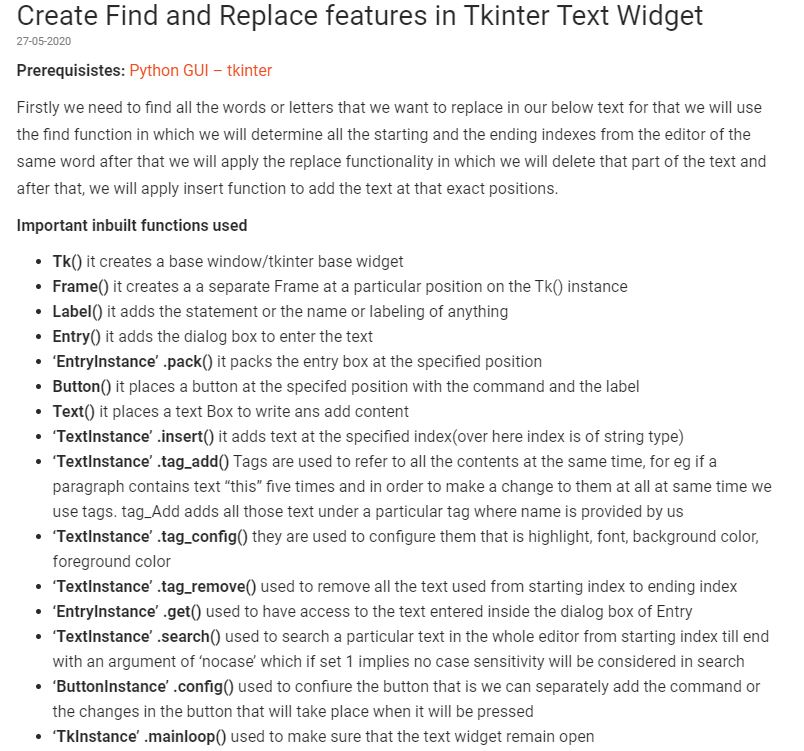 Create Find and Replace features in Tkinter Text Widget
27-05-2020
Prerequisistes: Python GUI – tkinter
Firstly we need to find all the words or letters that we want to replace in our below text for that we will use
the find function in which we will determine all the starting and the ending indexes from the editor of the
same word after that we will apply the replace functionality in which we will delete that part of the text and
after that, we will apply insert function to add the text at that exact positions.
Important inbuilt functions used
• Tk() it creates a base window/tkinter base widget
• Frame() it creates a a separate Frame at a particular position on the Tk() instance
• Label() it adds the statement or the name or labeling of anything
• Entry() it adds the dialog box to enter the text
• ‘EntryInstance’ .pack() it packs the entry box at the specified position
• Button() it places a button at the specifed position with the command and the label
• Text() it places a text Box to write ans add content
• ‘TextInstance’ .insert() it adds text at the specified index(over here index is of string type)
• ‘TextInstance’ .tag_add() Tags are used to refer to all the contents at the same time, for eg if a
paragraph contains text “this” five times and in order to make a change to them at all at same time we
use tags. tag_Add adds all those text under a particular tag where name is provided by us
• ‘TextInstance’ .tag_config() they are used to configure them that is highlight, font, background color,
foreground color
• ‘TextInstance’ .tag_remove() used to remove all the text used from starting index to ending index
• ‘EntryInstance’ .get() used to have access to the text entered inside the dialog box of Entry
• ‘TextInstance’ .search() used to search a particular text in the whole editor from starting index till end
with an argument of ‘nocase’ which if set 1 implies no case sensitivity will be considered in search
• ‘ButtonInstance’ .config() used to confiure the button that is we can separately add the command or
the changes in the button that will take place when it will be pressed
• ‘TkInstance’ .mainloop() used to make sure that the text widget remain open